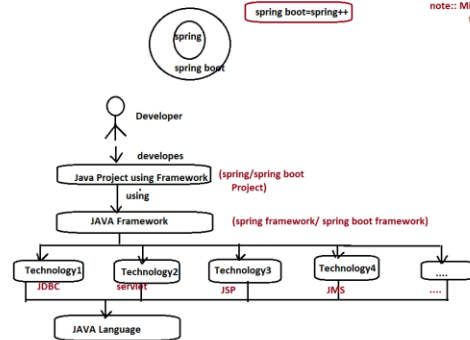 spring boot=spring++
note:: Mi
spring
spring boot
Developer
developes
Java Project using Framework
(spring/spring boot
Project)
using
JAVA Framework
(spring framework/ spring boot framework)
Technology1
Technology2
Technology3
Technology4
....
JDBC
servlet
JSP
JMS
....
JAVA Language